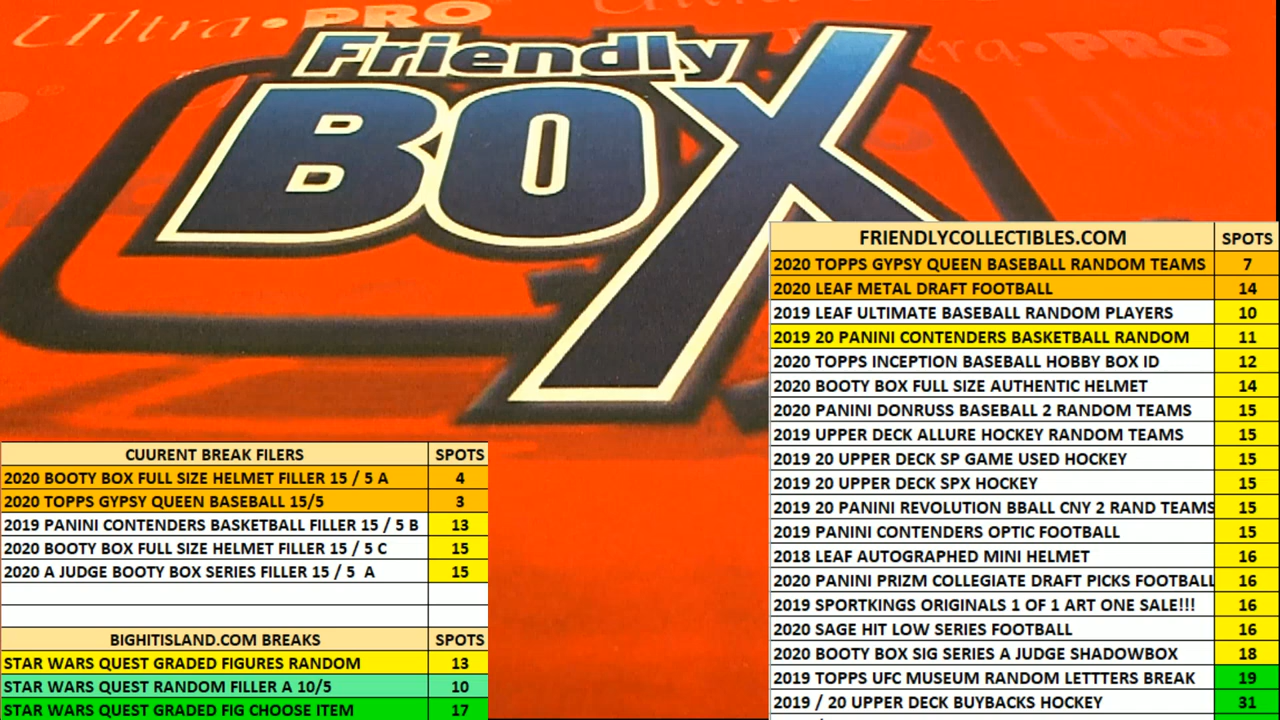 Ultra • PRO
Friendly
BOX
FRIENDLYCOLLECTIBLES.COM SPOTS
2020 TOPPS GYPSY QUEEN BASEBALL RANDOM TEAMS 7
2020 LEAF METAL DRAFT FOOTBALL 14
2019 LEAF ULTIMATE BASEBALL RANDOM PLAYERS 10
2019 20 PANINI CONTENDERS BASKETBALL RANDOM 11
2020 TOPPS INCEPTION BASEBALL HOBBY BOX ID 12
2020 BOOTY BOX FULL SIZE AUTHENTIC HELMET 14
2020 PANINI DONRUSS BASEBALL 2 RANDOM TEAMS 15
2019 UPPER DECK ALLURE HOCKEY RANDOM TEAMS 15
2019 20 UPPER DECK SP GAME USED HOCKEY 15
2019 20 UPPER DECK SPX HOCKEY 15
2019 20 PANINI REVOLUTION BBALL CNY 2 RAND TEAMS 15
2019 PANINI CONTENDERS OPTIC FOOTBALL 15
2018 LEAF AUTOGRAPHED MINI HELMET 16
2020 PANINI PRIZM COLLEGIATE DRAFT PICKS FOOTBALL 16
2019 SPORTKINGS ORIGINALS 1 OF 1 ART ONE SALE!!! 16
2020 SAGE HIT LOW SERIES FOOTBALL 16
2020 BOOTY BOX SIG SERIES A JUDGE SHADOWBOX 18
2019 TOPPS UFC MUSEUM RANDOM LETTTERS BREAK 19
2019 / 20 UPPER DECK BUYBACKS HOCKEY 31
CUURENT BREAK FILERS SPOTS
2020 BOOTY BOX FULL SIZE HELMET FILLER 15 / 5 A 4
2020 TOPPS GYPSY QUEEN BASEBALL 15/5 3
2019 PANINI CONTENDERS BASKETBALL FILLER 15 / 5 B 13
2020 BOOTY BOX FULL SIZE HELMET FILLER 15 / 5 C 15
2020 A JUDGE BOOTY BOX SERIES FILLER 15 / 5 A 15
BIGHITISLAND.COM BREAKS SPOTS
STAR WARS QUEST GRADED FIGURES RANDOM 13
STAR WARS QUEST RANDOM FILLER A 10/5 10
STAR WARS QUEST GRADED FIG CHOOSE ITEM 17